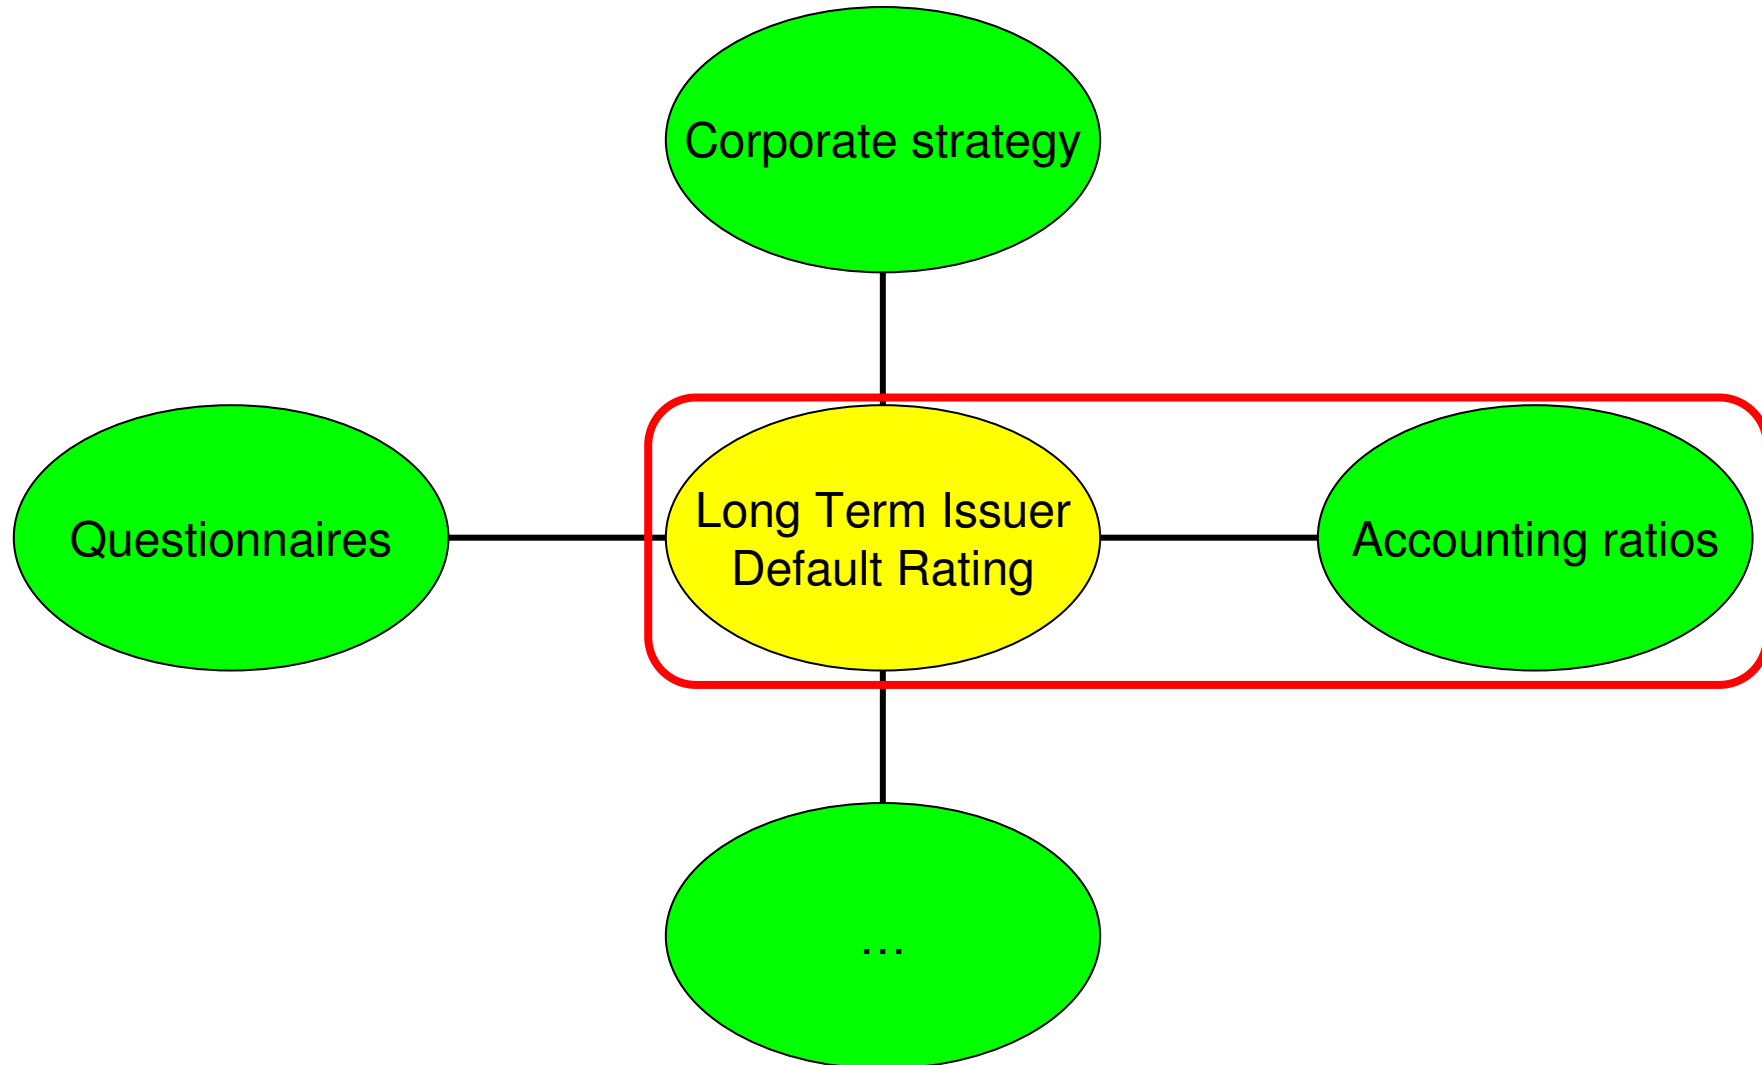 Corporate strategy
Questionnaires
Long Term Issuer
Default Rating
Accounting ratios
...